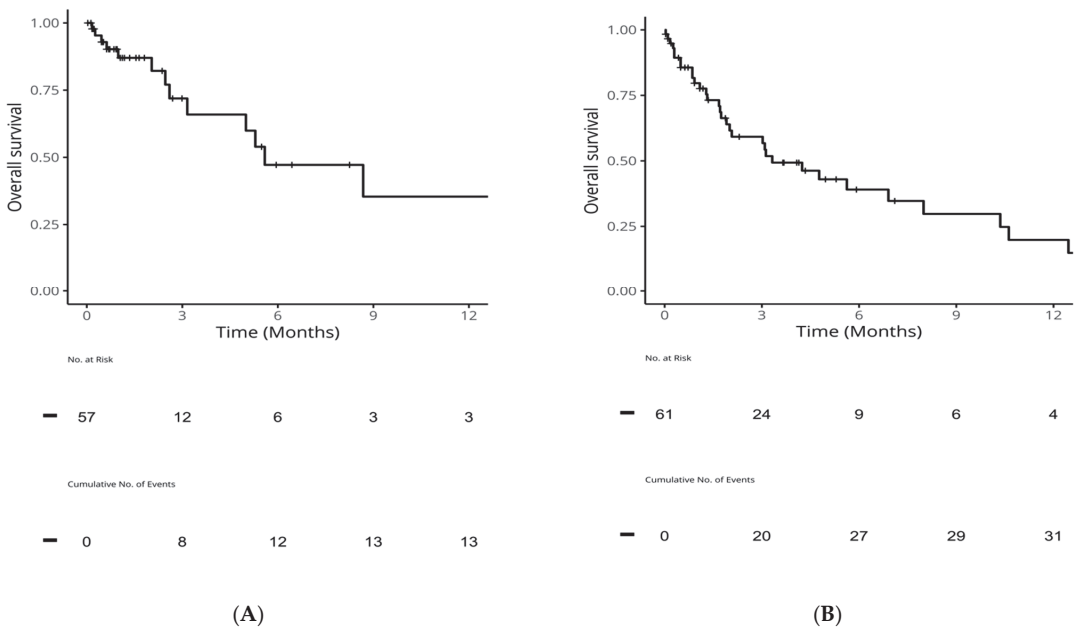 1.00
0.75
0.50
0.25
0.00
Overall survival
0 3 6 9 12
Time (Months)
No. at Risk
57 12 6 3 3
Cumulative No. of Events
0 8 12 13 13
(A)
1.00
0.75
0.50
0.25
0.00
Overall survival
0 3 6 9 12
Time (Months)
No. at Risk
61 24 9 6 4
Cumulative No. of Events
0 20 27 29 31
(B)